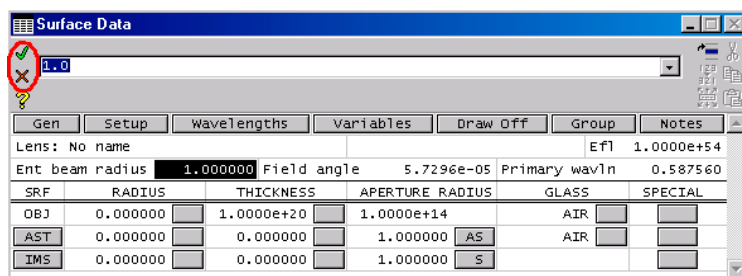 Surface Data
1.0
Gen Setup Wavelengths Variables Draw Off Group Notes
Lens: No name Efl 1.0000e+54
Ent beam radius 1.000000 Field angle 5.7296e-05 Primary wavln 0.587560
SRF RADIUS THICKNESS APERTURE RADIUS GLASS SPECIAL
OBJ 0.000000 1.0000e+20 1.0000e+14 AIR
AST 0.000000 0.000000 1.000000 AS AIR
IMS 0.000000 0.000000 1.000000 S